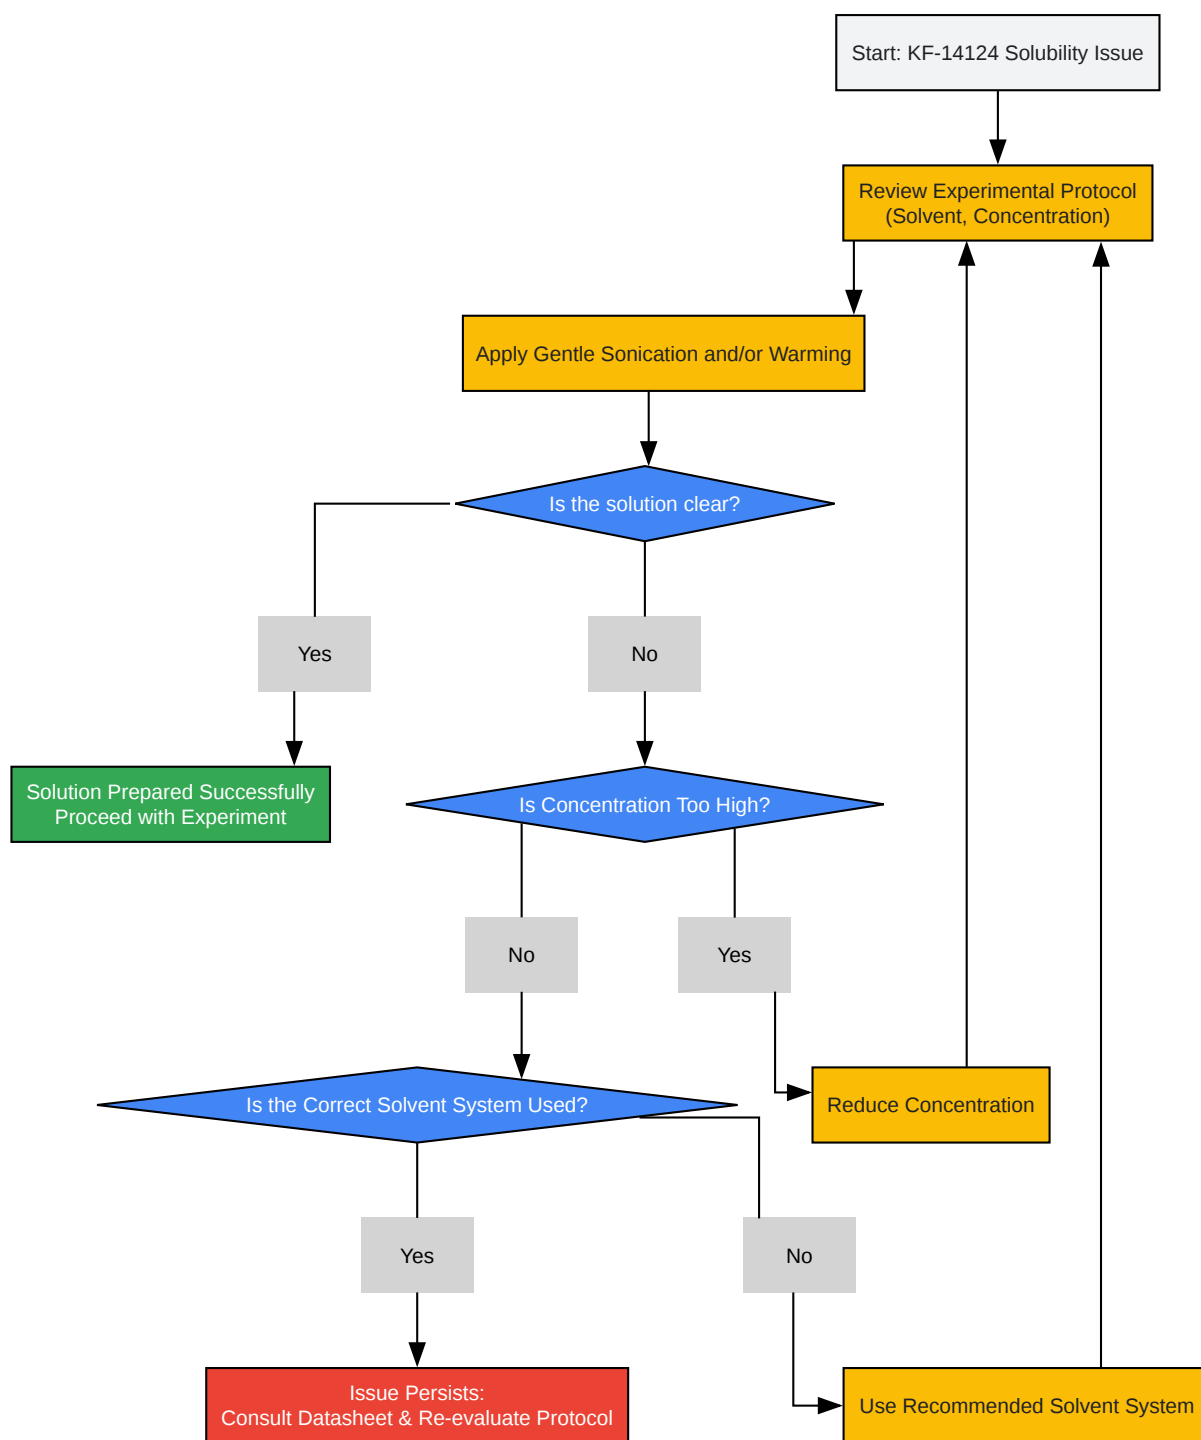 Start: KF-14124 Solubility Issue
Review Experimental Protocol
(Solvent, Concentration)
Apply Gentle Sonication and/or Warming
Is the solution clear?
Yes
No
Solution Prepared Successfully
Proceed with Experiment
Is Concentration Too High?
No
Yes
Is the Correct Solvent System Used?
Reduce Concentration
Yes
No
Issue Persists:
Consult Datasheet & Re-evaluate Protocol
Use Recommended Solvent System